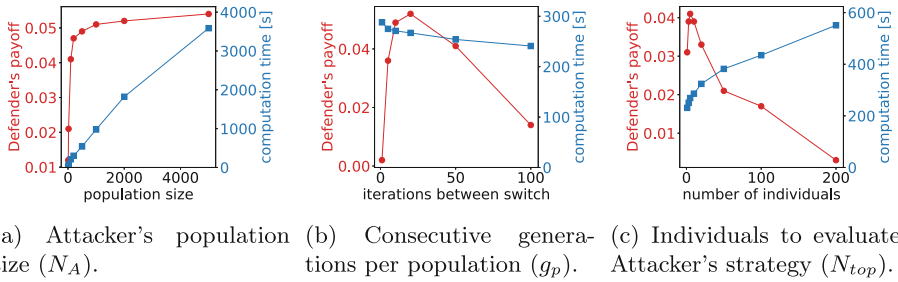 Defender's payoff
0.05
0.04
0.03
0.02
0.01
4000
3000
2000
1000
0
computation time [s]
0 2000 4000
population size
Defender's payoff
0.04
0.02
0.00
300
200
100
0
computation time [s]
0 25 50 75 100
iterations between switch
Defender's payoff
0.04
0.03
0.02
0.01
600
400
200
0
computation time [s]
0 50 100 150 200
number of individuals
a) Attacker's population
ize (N_A).
(b) Consecutive genera-
tions per population (g_p).
(c) Individuals to evaluate
Attacker's strategy (N_top).